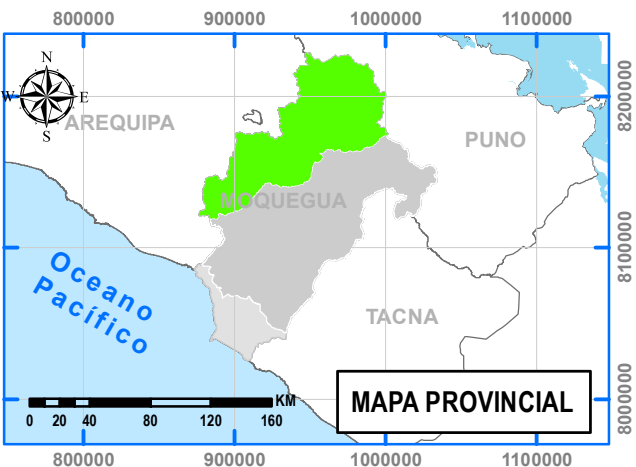 800000 900000 1000000 1100000
N
W E
S
AREQUIPA
PUNO
MOQUEGUA
8200000
8100000
8000000
Oceano
Pacífico
TACNA
KM
0 20 40 80 120 160
MAPA PROVINCIAL
800000 900000 1000000 1100000